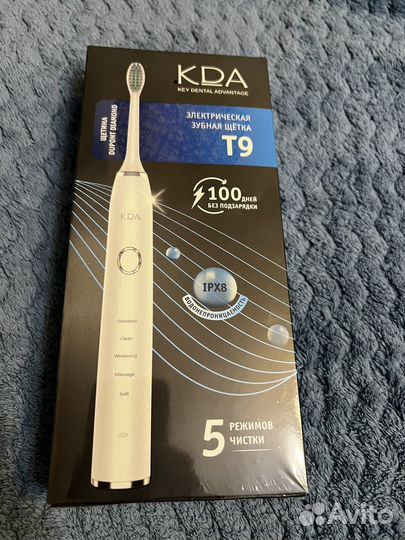 KDA
KEY DENTAL ADVANTAGE
ЩЕТИНА
DUPONT DIAMOND
ЭЛЕКТРИЧЕСКАЯ
ЗУБНАЯ ЩЁТКА
T9
100 ДНЕЙ
БЕЗ ПОДЗАРЯДКИ
KDA
IPX8
ВОДОНЕПРОНИЦАЕМОСТЬ
Standard
Clean
Whitening
Massage
Soft
5 РЕЖИМОВ
ЧИСТКИ
Avito